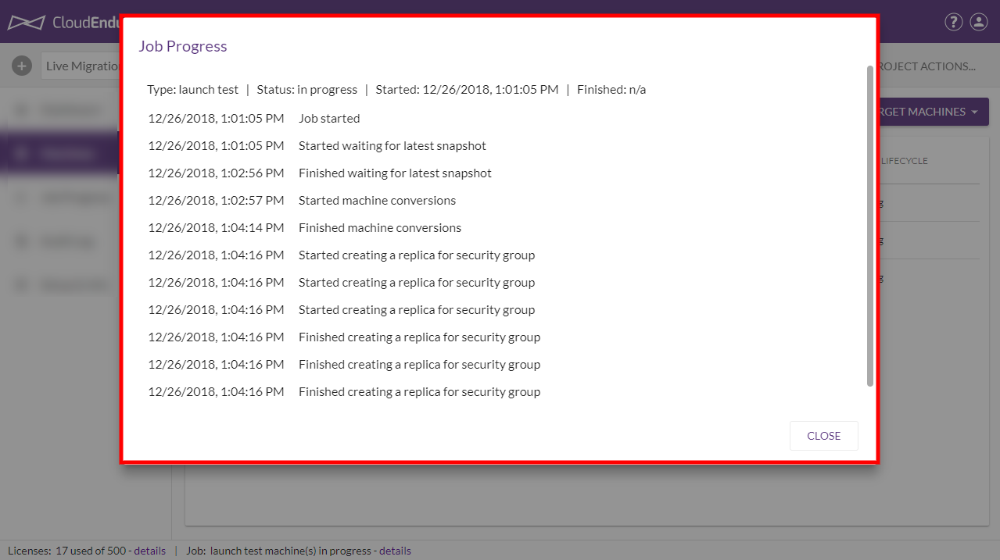 CloudEndu
Live Migration
ROJECT ACTIONS...
RGET MACHINES
LIFECYCLE
g
g
g
Job Progress
Type: launch test | Status: in progress | Started: 12/26/2018, 1:01:05 PM | Finished: n/a
12/26/2018, 1:01:05 PM Job started
12/26/2018, 1:01:05 PM Started waiting for latest snapshot
12/26/2018, 1:02:56 PM Finished waiting for latest snapshot
12/26/2018, 1:02:57 PM Started machine conversions
12/26/2018, 1:04:14 PM Finished machine conversions
12/26/2018, 1:04:16 PM Started creating a replica for security group
12/26/2018, 1:04:16 PM Started creating a replica for security group
12/26/2018, 1:04:16 PM Started creating a replica for security group
12/26/2018, 1:04:16 PM Finished creating a replica for security group
12/26/2018, 1:04:16 PM Finished creating a replica for security group
12/26/2018, 1:04:16 PM Finished creating a replica for security group
CLOSE
Licenses: 17 used of 500 - details | Job: launch test machine(s) in progress - details